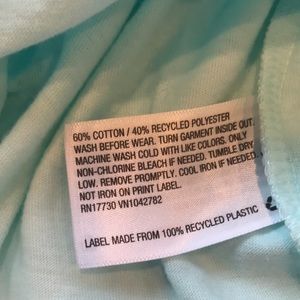 60% COTTON / 40% RECYCLED POLYESTER
WASH BEFORE WEAR. TURN GARMENT INSIDE OUT.
MACHINE WASH COLD WITH LIKE COLORS. ONLY
NON-CHLORINE BLEACH IF NEEDED. TUMBLE DRY
LOW. REMOVE PROMPTLY. COOL IRON IF NEEDED.
NOT IRON ON PRINT LABEL.
RN17730 VN1042782
LABEL MADE FROM 100% RECYCLED PLASTIC